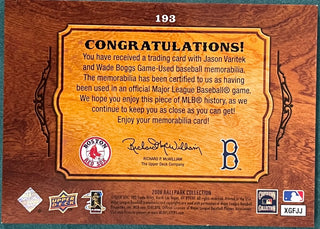 193
CONGRATULATIONS!
You have received a trading card with Jason Varitek
and Wade Boggs Game-Used baseball memorabilia.
The memorabilia has been certified to us as having
been used in an official Major League Baseball® game.
We hope you enjoy this piece of MLB® history, as we
continue to keep you as close as you can get!
Enjoy your memorabilia card!
BOSTON
RED SOX
B
RICHARD P. McWILLIAM
The Upper Deck Company
UPPER DECK
2008 BALLPARK COLLECTION
XGFJJ